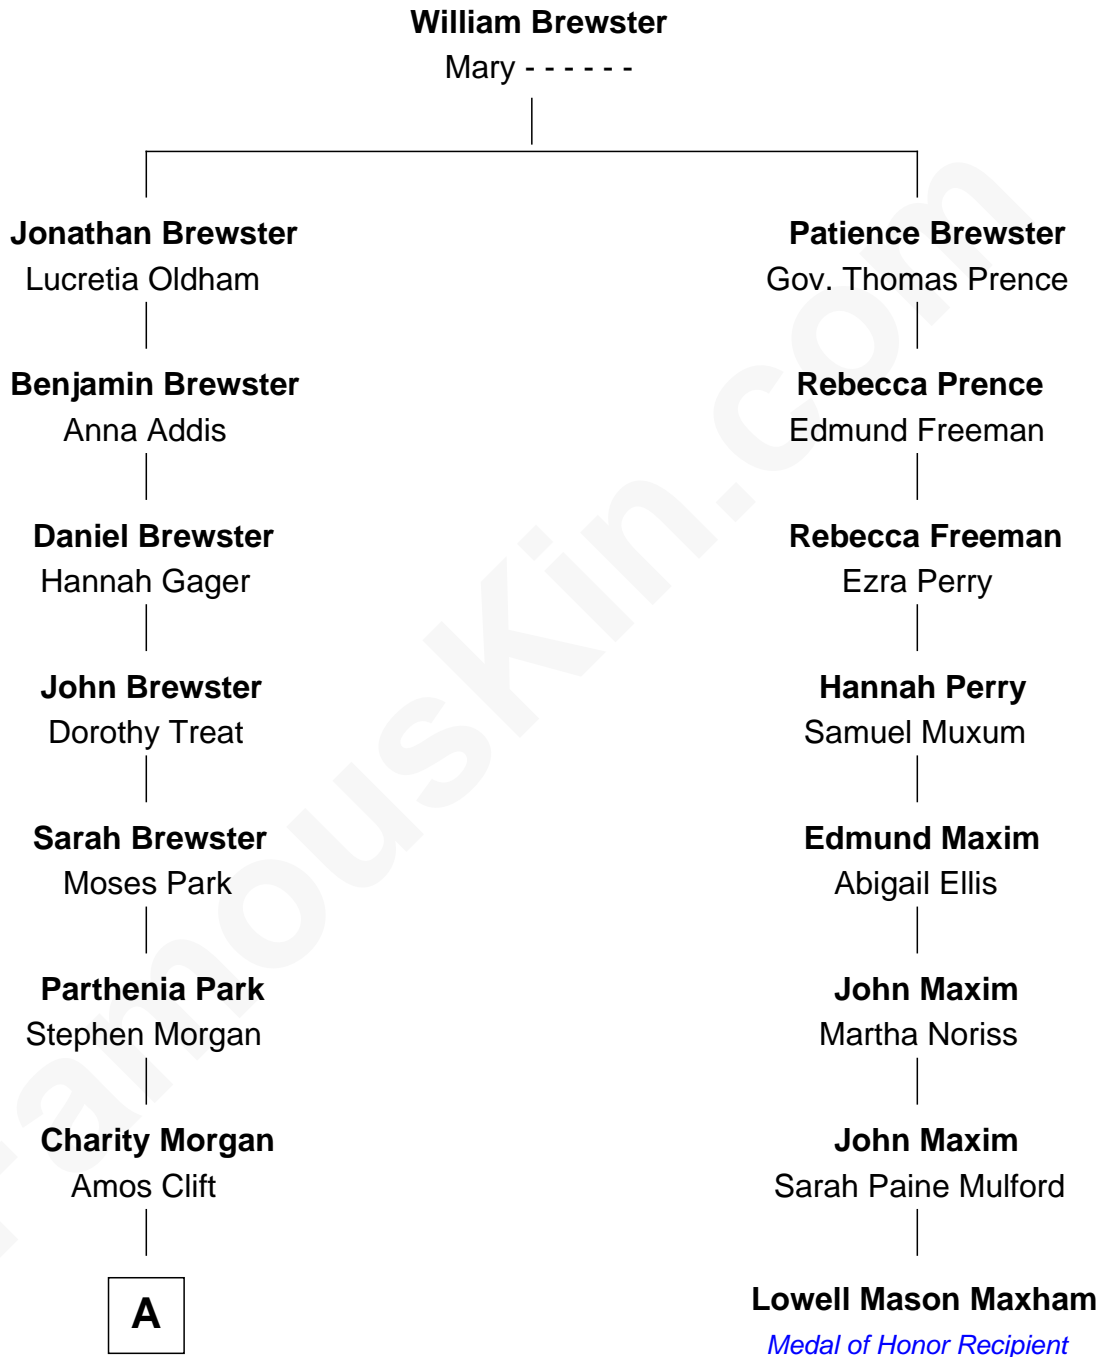 William Brewster
Mary - - - - - -
Jonathan Brewster
Lucretia Oldham
Patience Brewster
Gov. Thomas Prence
Benjamin Brewster
Anna Addis
Rebecca Prence
Edmund Freeman
Daniel Brewster
Hannah Gager
Rebecca Freeman
Ezra Perry
John Brewster
Dorothy Treat
Hannah Perry
Samuel Muxum
Sarah Brewster
Moses Park
Edmund Maxim
Abigail Ellis
Parthenia Park
Stephen Morgan
John Maxim
Martha Noriss
Charity Morgan
Amos Clift
John Maxim
Sarah Paine Mulford
A
Lowell Mason Maxham
Medal of Honor Recipient
FamousKin.com